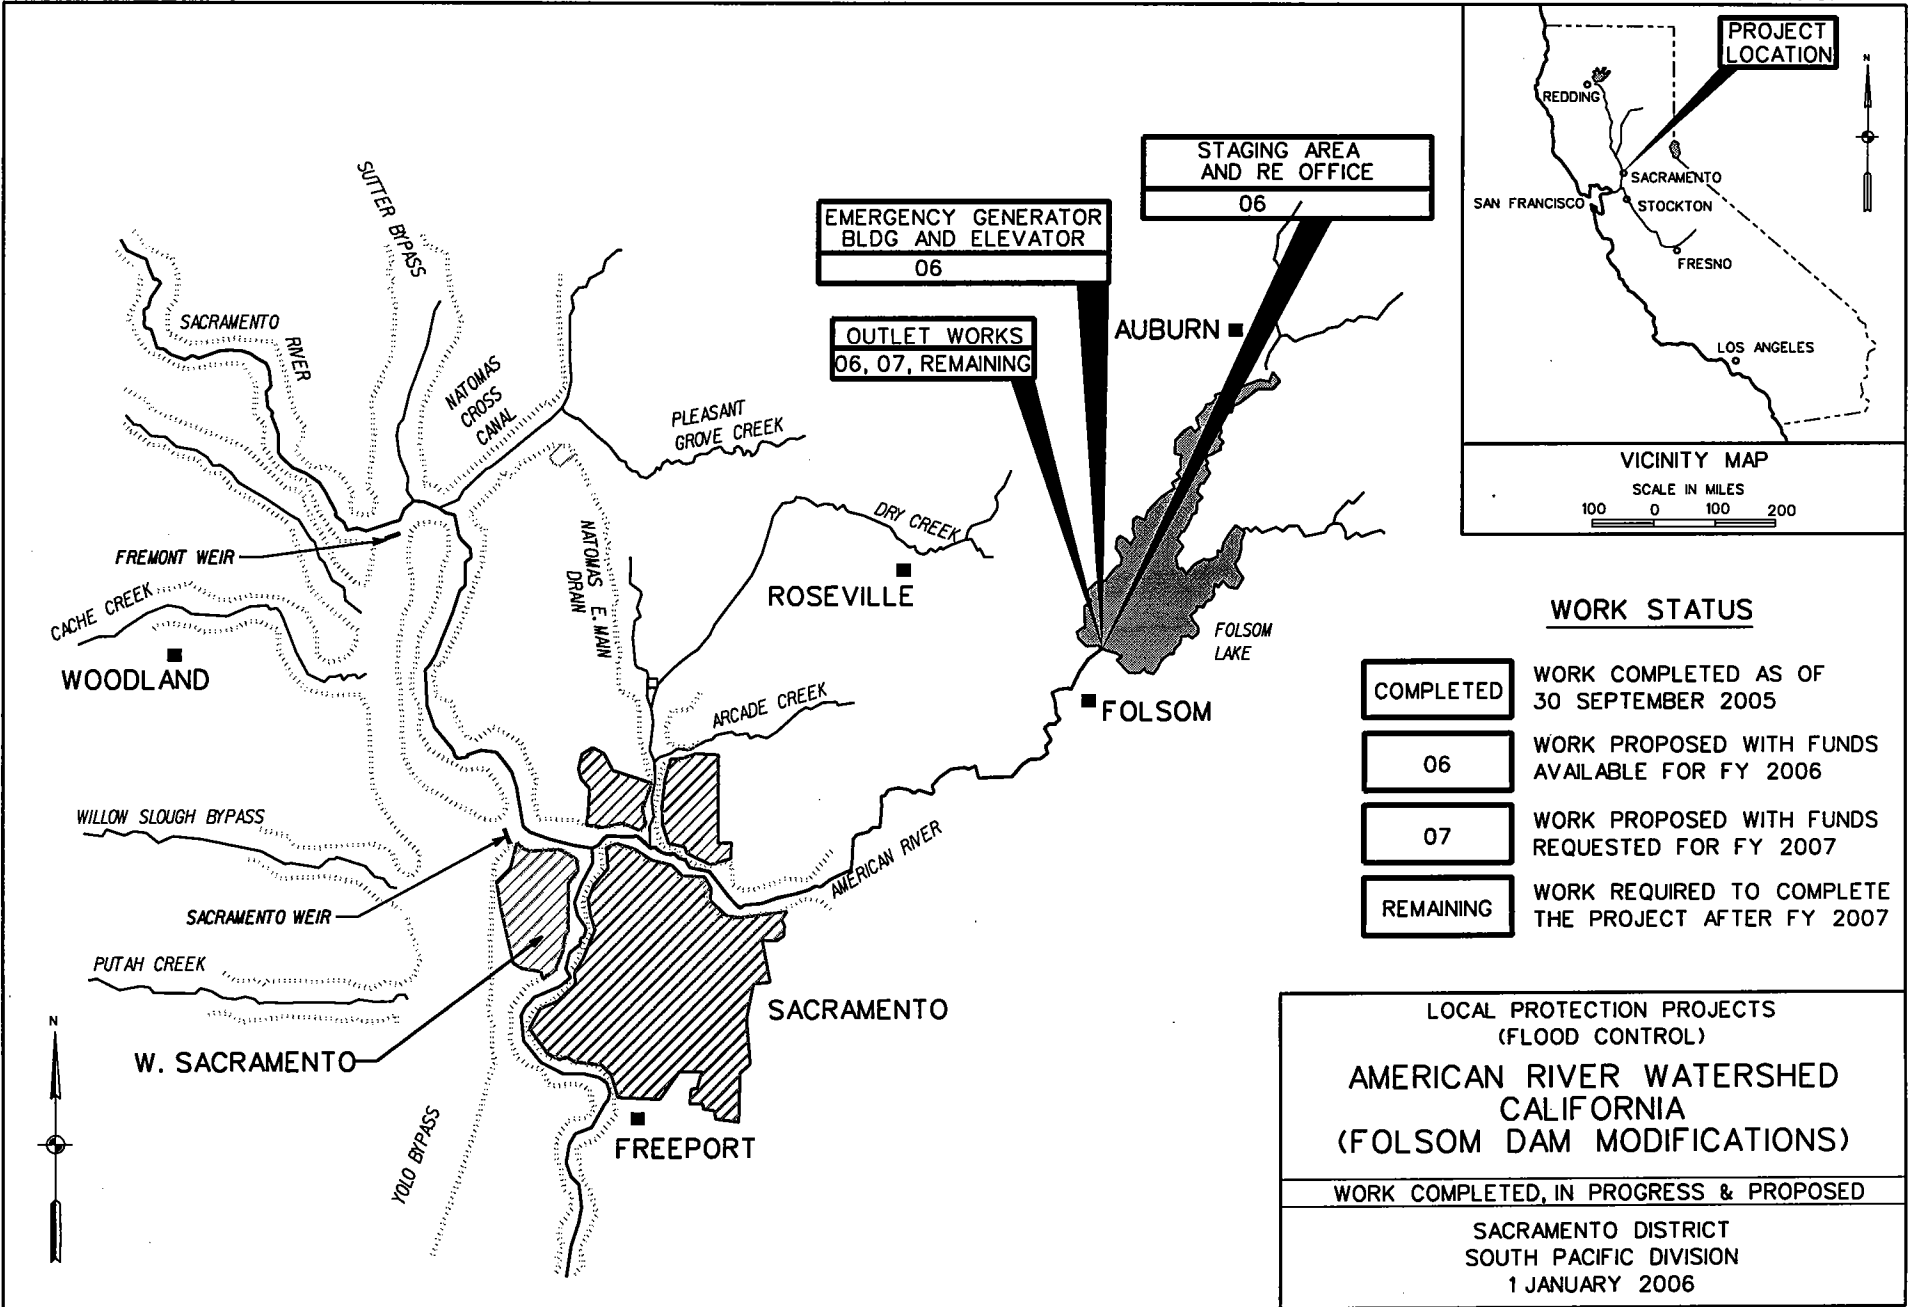 PROJECT
LOCATION
N
REDDING
SACRAMENTO
SAN FRANCISCO
STOCKTON
FRESNO
LOS ANGELES
VICINITY MAP
SCALE IN MILES
100 0 100 200
STAGING AREA
AND RE OFFICE
06
EMERGENCY GENERATOR
BLDG AND ELEVATOR
06
OUTLET WORKS
06, 07, REMAINING
AUBURN
SUTTER BYPASS
SACRAMENTO
RIVER
NATOMAS
CROSS
CANAL
PLEASANT
GROVE CREEK
DRY CREEK
NATOMAS E. MAIN
DRAIN
FREMONT WEIR
ROSEVILLE
CACHE CREEK
WOODLAND
FOLSOM
LAKE
FOLSOM
ARCADE CREEK
WILLOW SLOUGH BYPASS
AMERICAN RIVER
SACRAMENTO WEIR
PUTAH CREEK
SACRAMENTO
N
W. SACRAMENTO
YOLO BYPASS
FREEPORT
WORK STATUS
COMPLETED
WORK COMPLETED AS OF
30 SEPTEMBER 2005
06
WORK PROPOSED WITH FUNDS
AVAILABLE FOR FY 2006
07
WORK PROPOSED WITH FUNDS
REQUESTED FOR FY 2007
REMAINING
WORK REQUIRED TO COMPLETE
THE PROJECT AFTER FY 2007
LOCAL PROTECTION PROJECTS
(FLOOD CONTROL)
AMERICAN RIVER WATERSHED
CALIFORNIA
(FOLSOM DAM MODIFICATIONS)
WORK COMPLETED, IN PROGRESS & PROPOSED
SACRAMENTO DISTRICT
SOUTH PACIFIC DIVISION
1 JANUARY 2006